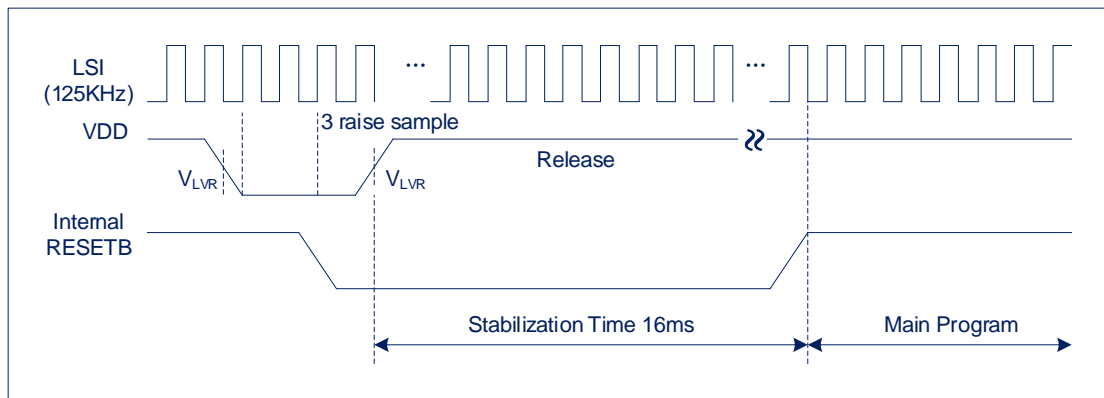 LSI
(125KHz)
... ...
3 raise sample
VDD
Release
VLVR VLVR
Internal
RESETB
Stabilization Time 16ms Main Program